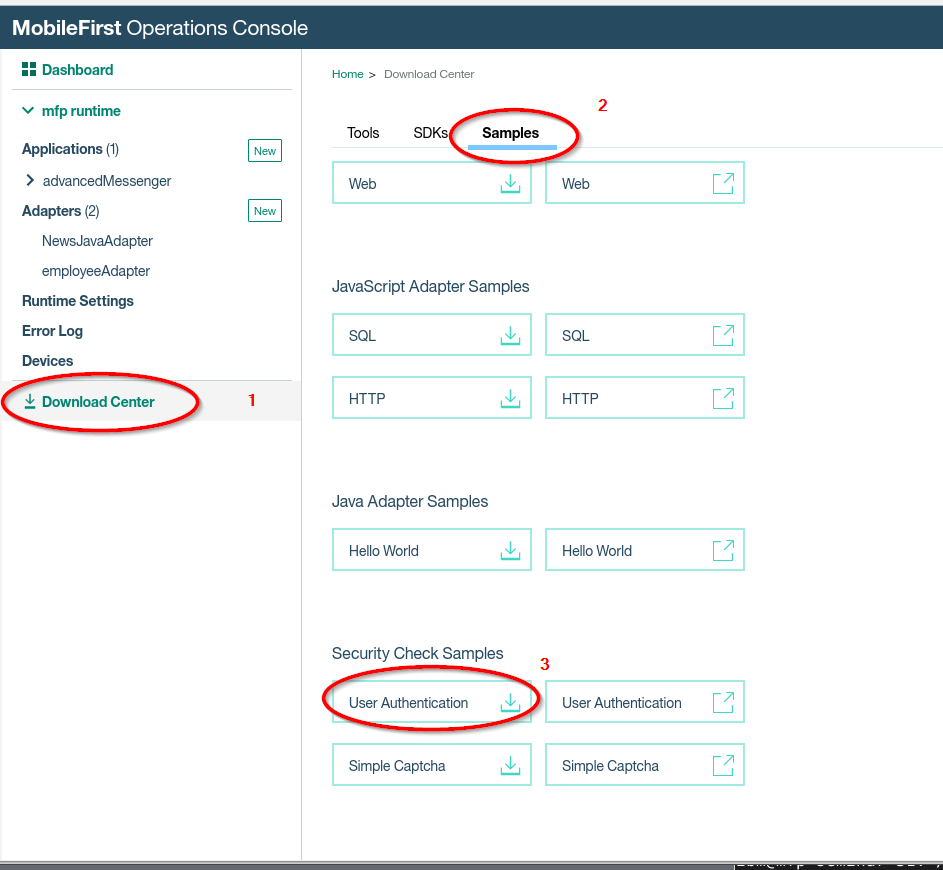 MobileFirst Operations Console
Dashboard
mfp runtime
Applications (1) New
advancedMessenger
Adapters (2) New
NewsJavaAdapter
employeeAdapter
Runtime Settings
Error Log
Devices
Download Center 1
Home > Download Center
2
Tools SDKs Samples
Web Web
JavaScript Adapter Samples
SQL SQL
HTTP HTTP
Java Adapter Samples
Hello World Hello World
Security Check Samples
3
User Authentication User Authentication
Simple Captcha Simple Captcha